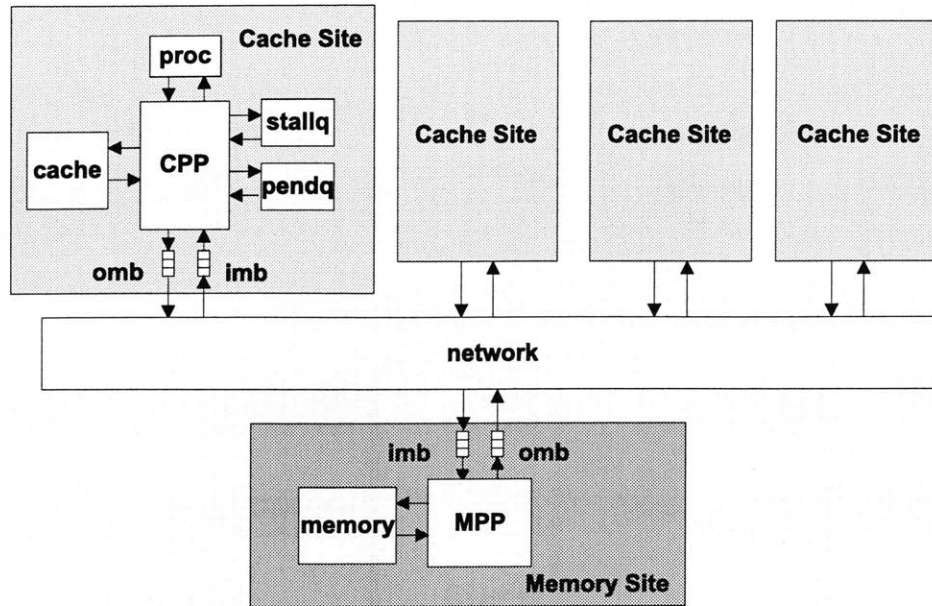 Cache Site
proc
stallq
cache
CPP
pendq
omb
imb
Cache Site
Cache Site
Cache Site
network
imb
omb
memory
MPP
Memory Site